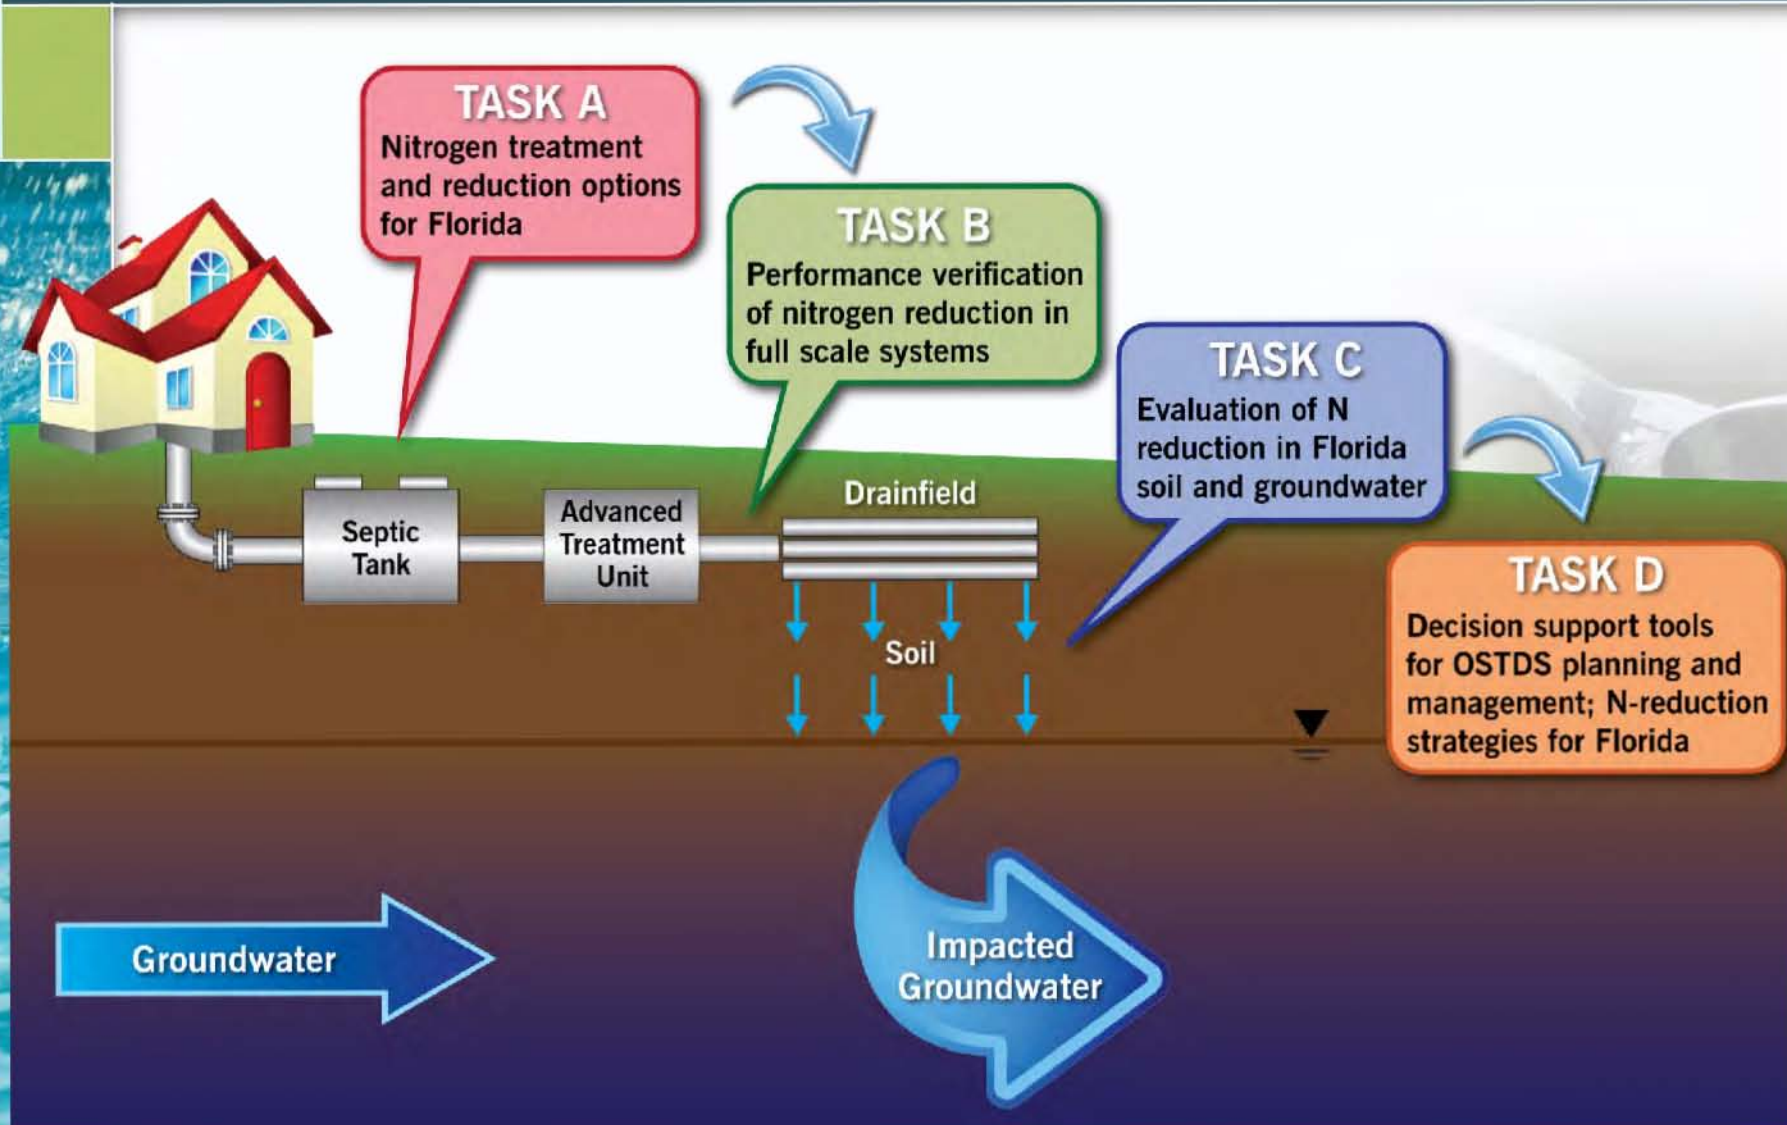 TASK A
Nitrogen treatment
and reduction options
for Florida
TASK B
Performance verification
of nitrogen reduction in
full scale systems
TASK C
Evaluation of N
reduction in Florida
soil and groundwater
TASK D
Decision support tools
for OSTDS planning and
management; N-reduction
strategies for Florida
Septic
Tank
Advanced
Treatment
Unit
Drainfield
Soil
Groundwater
Impacted
Groundwater